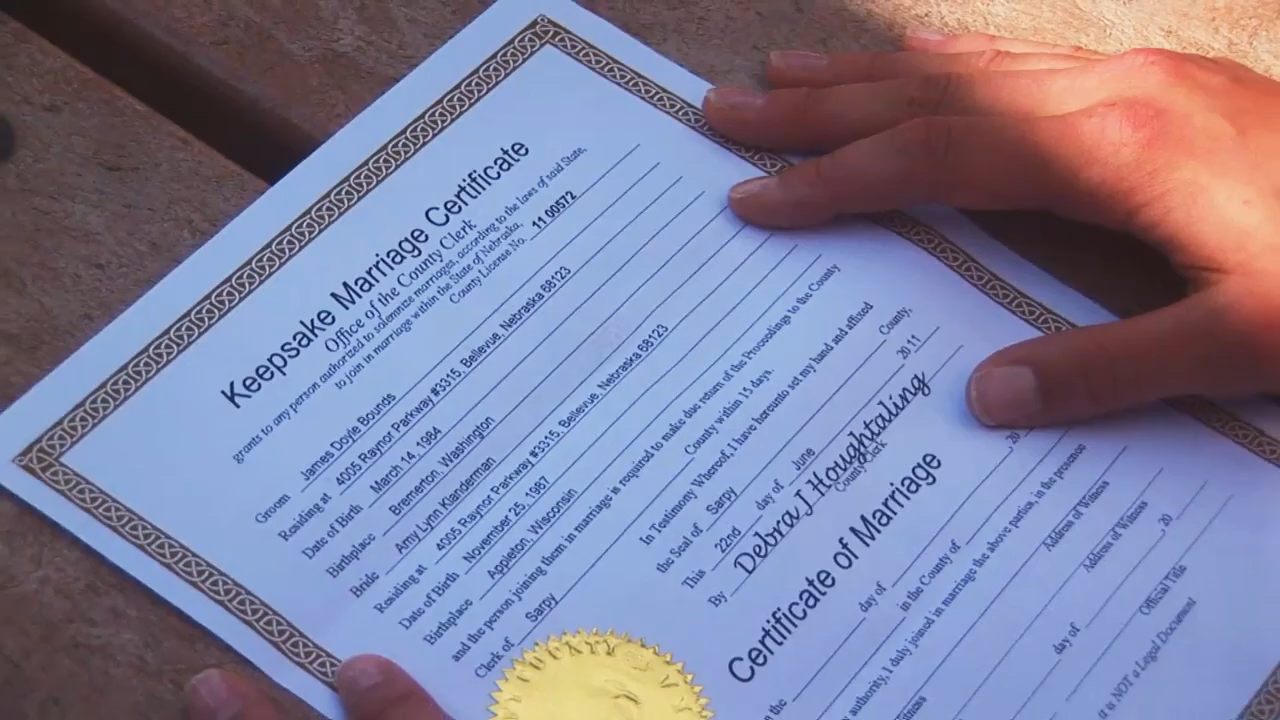 Keepsake Marriage Certificate
Office of the County Clerk
grants to any person authorized to solemnize marriages, according to the laws of said State,
to join in marriage within the State of Nebraska,
County License No. 11 00572
Groom James Doyle Bounds
Residing at 4005 Raynor Parkway #3315, Bellevue, Nebraska 68123
Date of Birth March 14, 1984
Birthplace Bremerton, Washington
Bride Amy Lynn Klanderman
Residing at 4005 Raynor Parkway #3315, Bellevue, Nebraska 68123
Date of Birth November 25, 1987
Birthplace Appleton, Wisconsin
and the person joining them in marriage is required to make due return of the Proceedings to the County
Clerk of Sarpy County within 15 days.
In Testimony Whereof, I have hereunto set my hand and affixed
the Seal of Sarpy County,
This 22nd day of June 2011
By Debra J Houghtaling
County Clerk
Certificate of Marriage
the day of , 20
in the County of
authority, I duly joined in marriage the above parties, in the presence
Address of Witness
Address of Witness
day of , 20
Official Title
is NOT a Legal Document
COUNTY